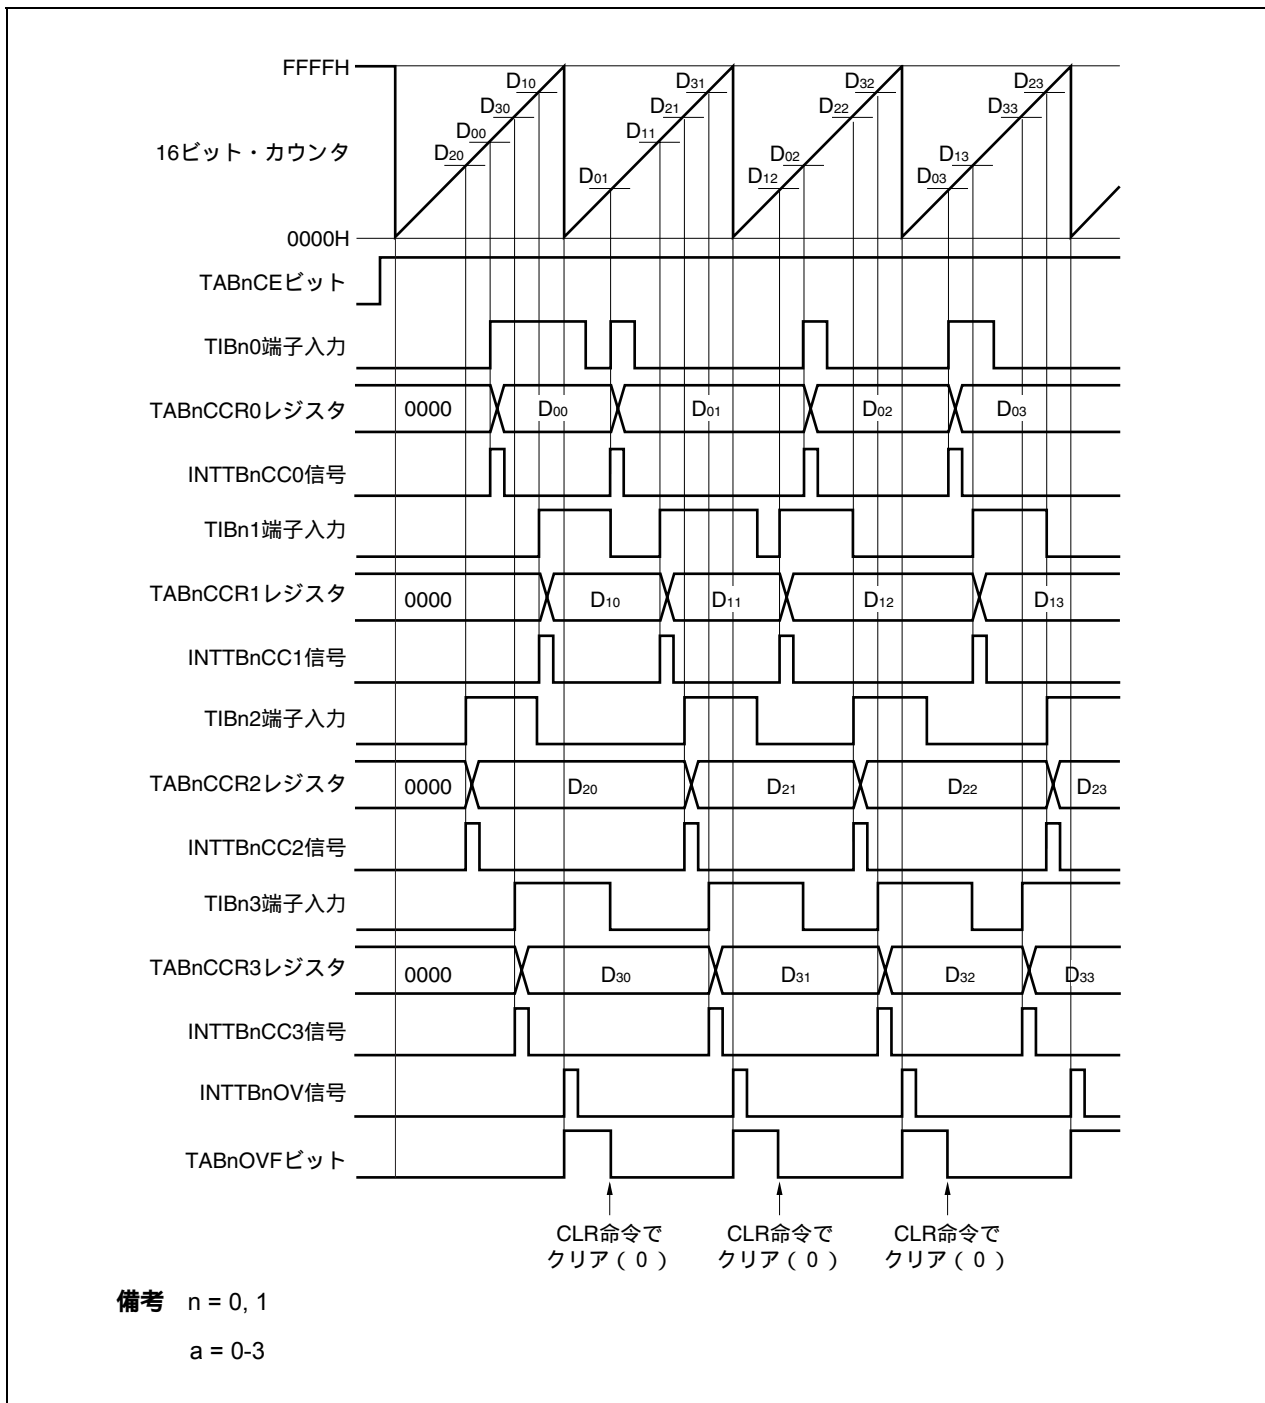 FFFFH
D10
D31
D32
D23
D30
D21
D22
D33
D00
D11
D02
D13
16ビット・カウンタ
D20
D01
D12
D03
0000H
TABnCEビット
TIBn0端子入力
TABnCCR0レジスタ 0000 D00 D01 D02 D03
INTTBnCC0信号
TIBn1端子入力
TABnCCR1レジスタ 0000 D10 D11 D12 D13
INTTBnCC1信号
TIBn2端子入力
TABnCCR2レジスタ 0000 D20 D21 D22 D23
INTTBnCC2信号
TIBn3端子入力
TABnCCR3レジスタ 0000 D30 D31 D32 D33
INTTBnCC3信号
INTTBnOV信号
TABnOVFビット
CLR命令で
クリア(0)
CLR命令で
クリア(0)
CLR命令で
クリア(0)
備考 n = 0, 1
a = 0-3